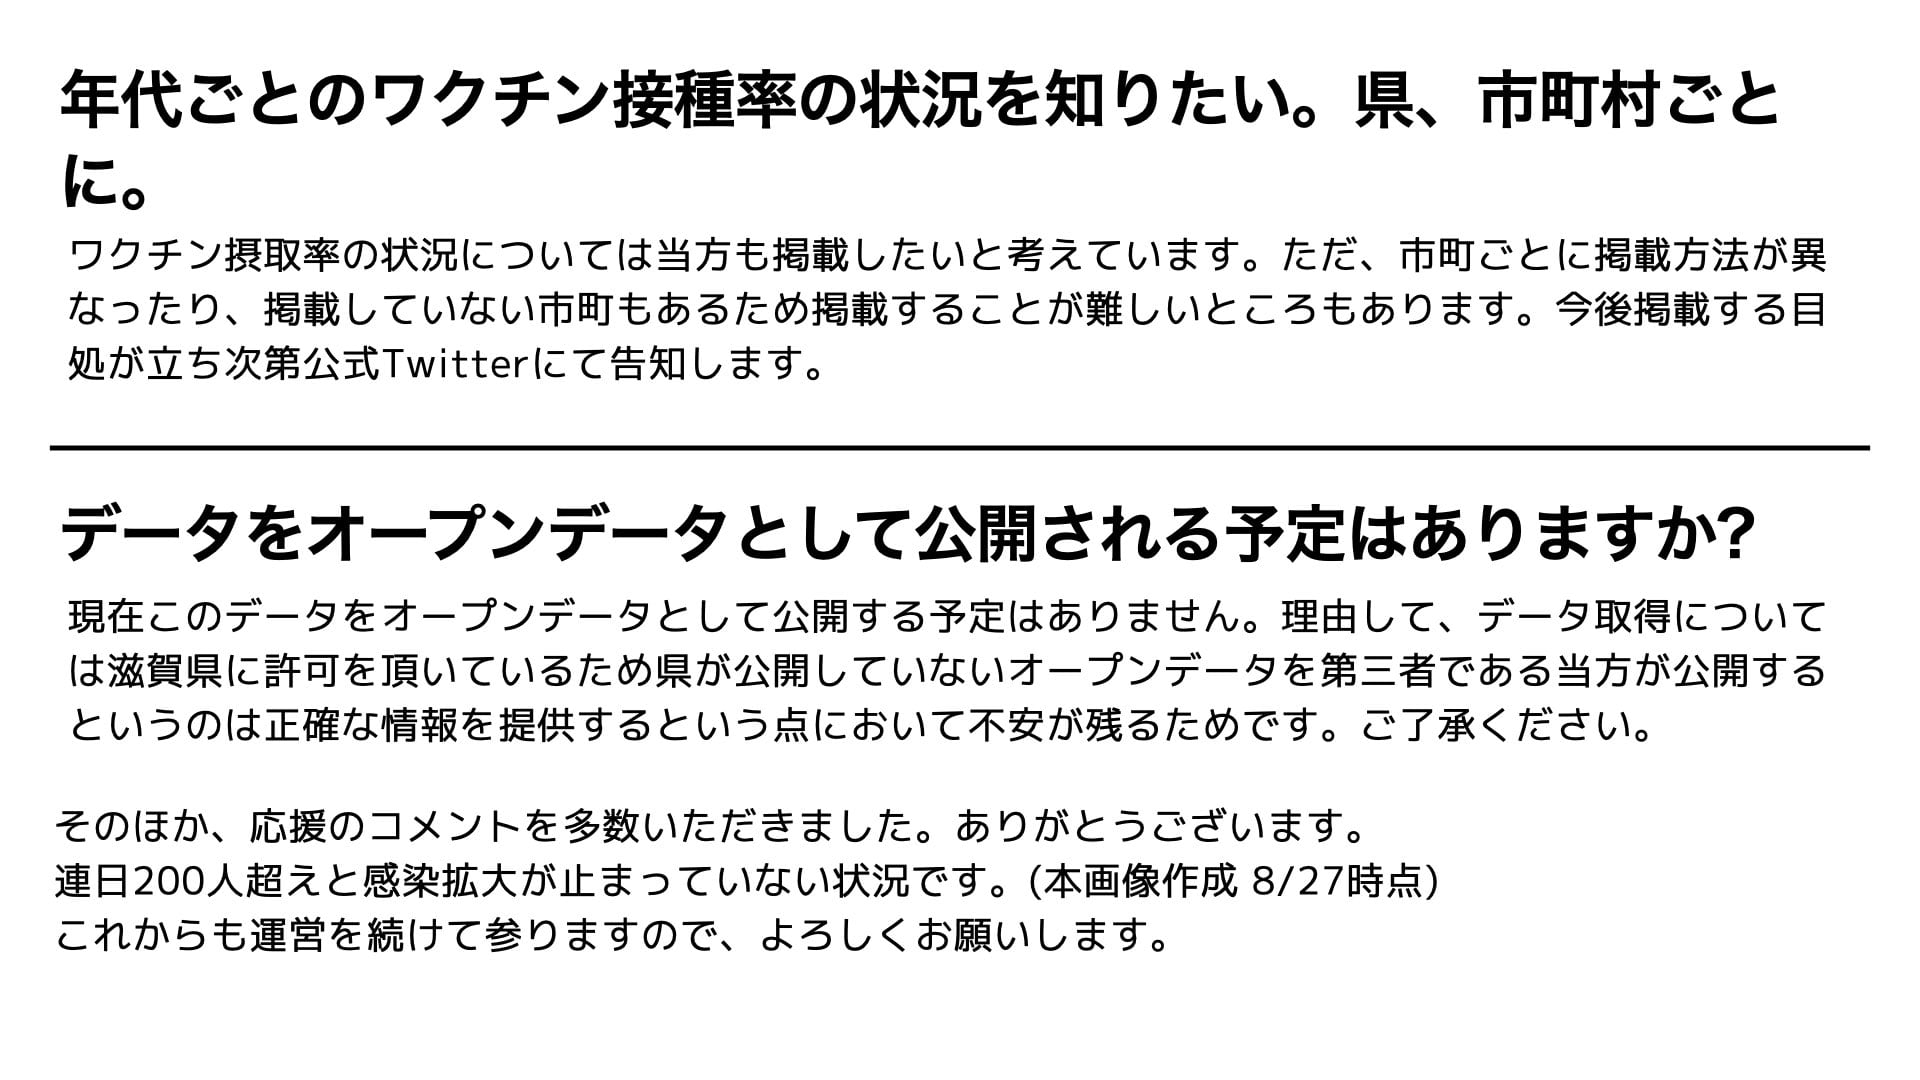 年代ごとのワクチン接種率の状況を知りたい。県、市町村ごと
に。
ワクチン摂取率の状況については当方も掲載したいと考えています。ただ、市町ごとに掲載方法が異
なったり、掲載していない市町もあるため掲載することが難しいところもあります。今後掲載する目
処が立ち次第公式Twitterにて告知します。
データをオープンデータとして公開される予定はありますか?
現在このデータをオープンデータとして公開する予定はありません。理由して、データ取得について
は滋賀県に許可を頂いているため県が公開していないオープンデータを第三者である当方が公開する
というのは正確な情報を提供するという点において不安が残るためです。ご了承ください。
そのほか、応援のコメントを多数いただきました。ありがとうございます。
連日200人超えと感染拡大が止まっていない状況です。(本画像作成 8/27時点)
これからも運営を続けて参りますので、よろしくお願いします。